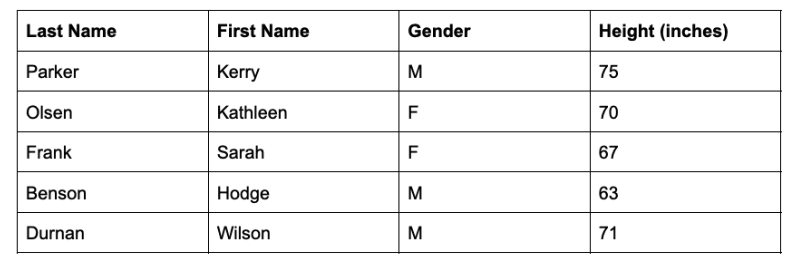 Last Name First Name Gender Height (inches)
Parker Kerry M 75
Olsen Kathleen F 70
Frank Sarah F 67
Benson Hodge M 63
Durnan Wilson M 71